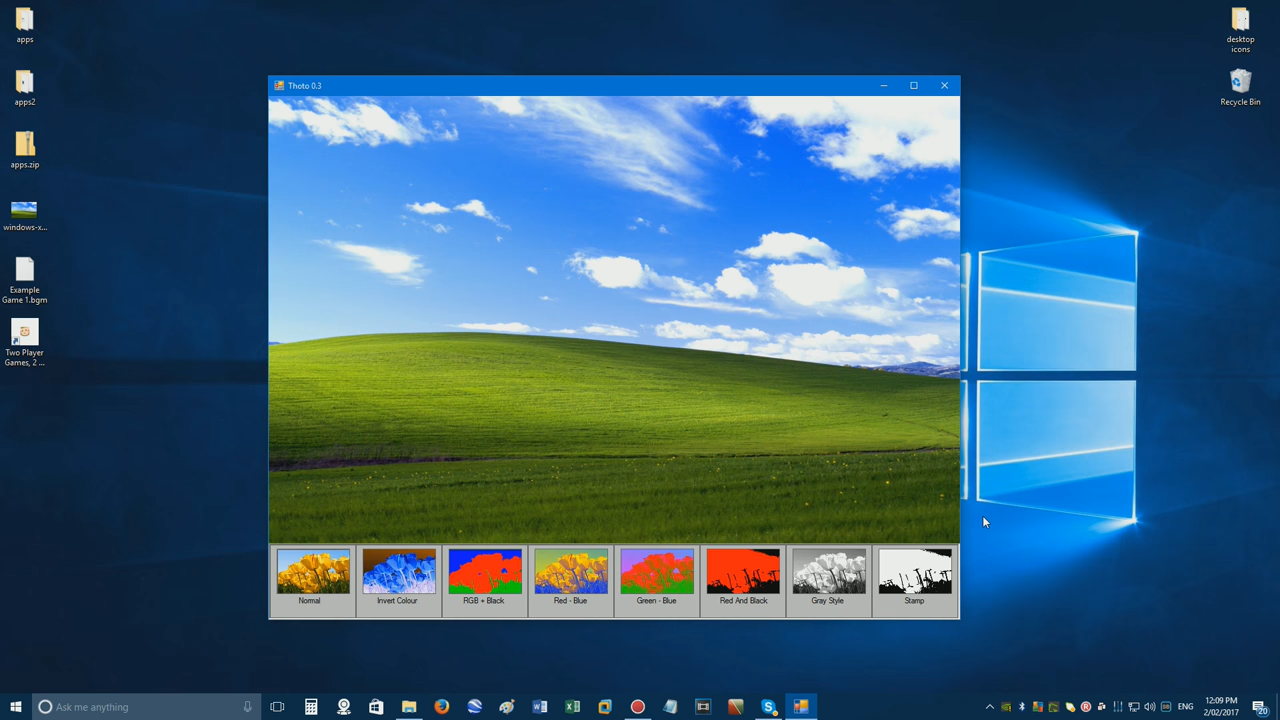 apps
apps2
apps.zip
windows-x...
Example
Game 1.bgm
Two Player
Games, 2 ...
desktop
icons
Recycle Bin
Thoto 0.3
Normal
Invert Colour
RGB + Black
Red - Blue
Green - Blue
Red And Black
Gray Style
Stamp
Ask me anything
ENG
12:09 PM
2/02/2017
20